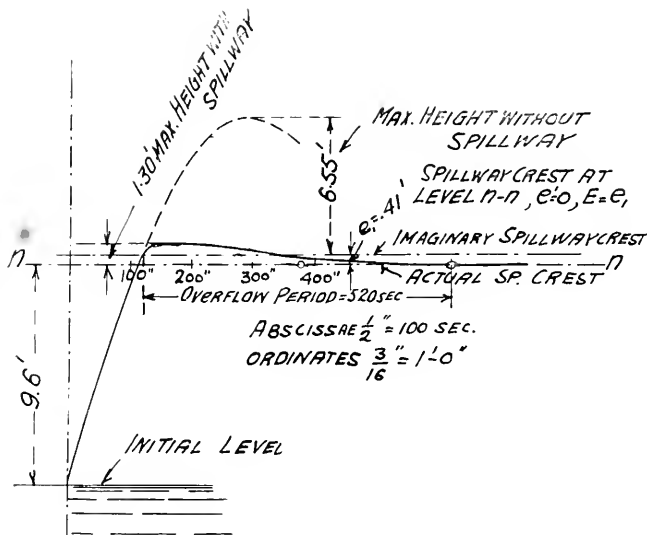 1.30' MAX. HEIGHT WITH
SPILLWAY
MAX. HEIGHT WITHOUT
SPILLWAY
6.55'
SPILLWAY CREST AT
LEVEL n-n, e'=0, E=e,
e,=.41'
IMAGINARY SPILLWAY CREST
n
n
100" 200" 300" 400"
ACTUAL SP. CREST
OVERFLOW PERIOD=520 SEC
ABSCISSAE 1/2"=100 SEC.
ORDINATES 3/16"=1'-0"
9.6'
INITIAL LEVEL